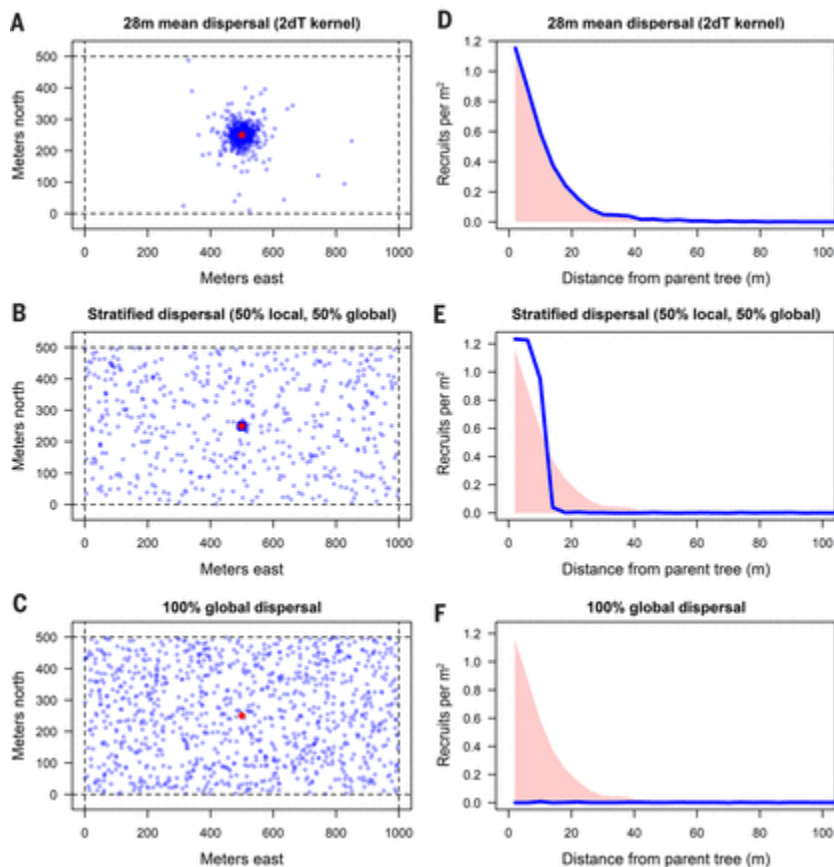 A
28m mean dispersal (2dT kernel)
500
400
300
200
100
0
Meters north
0 200 400 600 800 1000
Meters east
D
28m mean dispersal (2dT kernel)
1.2
1.0
0.8
0.6
0.4
0.2
0.0
Recruits per m²
0 20 40 60 80 100
Distance from parent tree (m)
B
Stratified dispersal (50% local, 50% global)
500
400
300
200
100
0
Meters north
0 200 400 600 800 1000
Meters east
E
Stratified dispersal (50% local, 50% global)
1.2
1.0
0.8
0.6
0.4
0.2
0.0
Recruits per m²
0 20 40 60 80 100
Distance from parent tree (m)
C
100% global dispersal
500
400
300
200
100
0
Meters north
0 200 400 600 800 1000
Meters east
F
100% global dispersal
1.2
1.0
0.8
0.6
0.4
0.2
0.0
Recruits per m²
0 20 40 60 80 100
Distance from parent tree (m)